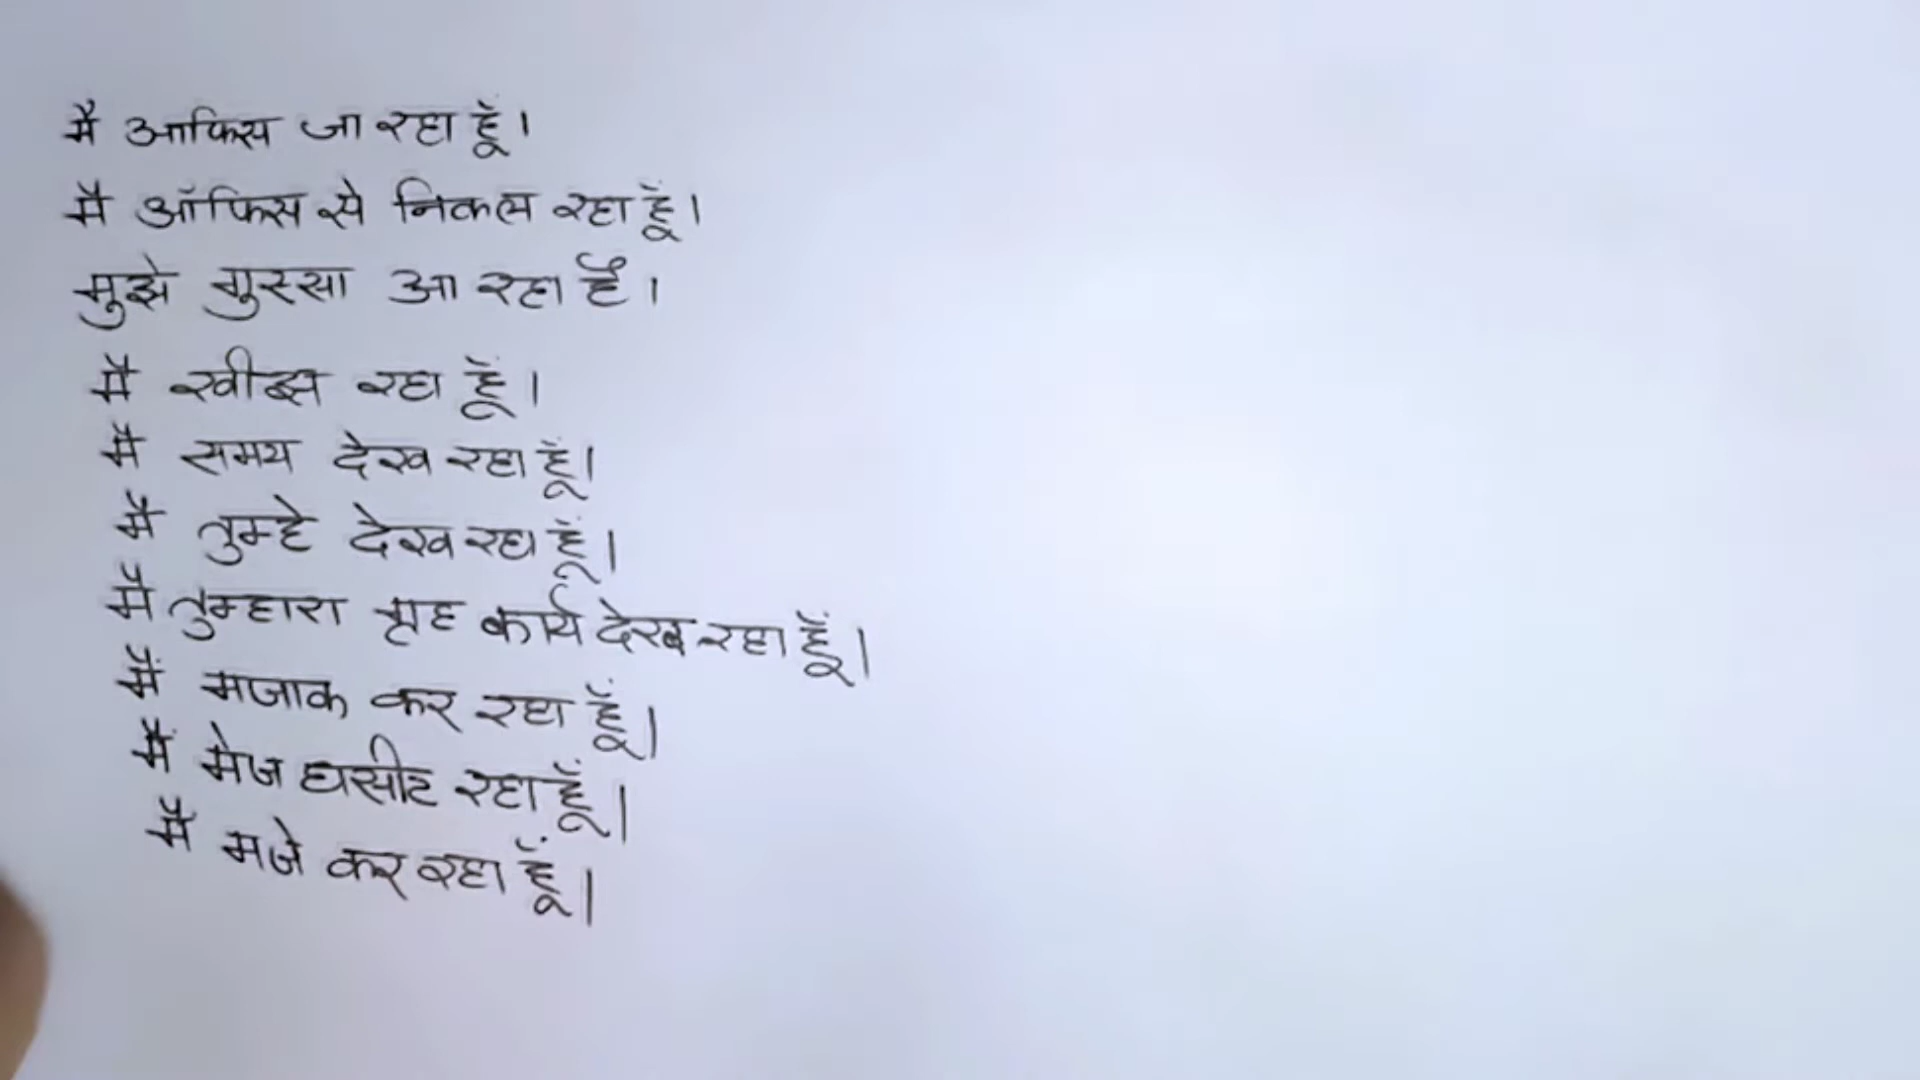 मैं आफिस जा रहा हूँ।
मैं ऑफिस से निकल रहा हूँ।
मुझे गुस्सा आ रहा है।
मैं खीझ रहा हूँ।
मैं समय देख रहा हूँ।
मैं तुम्हे देख रहा हूँ।
मैं तुम्हारा गृह कार्य देख रहा हूँ।
मैं मजाक कर रहा हूँ।
मैं मेज घसीट रहा हूँ।
मैं मजे कर रहा हूँ।